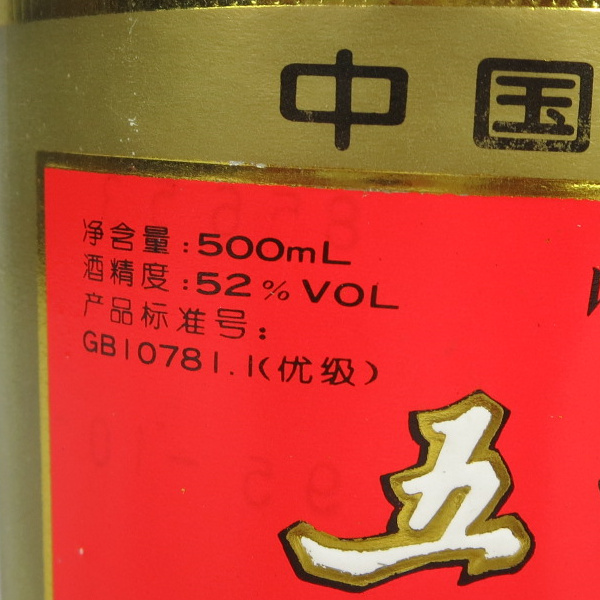 中国
净含量:500mL
酒精度:52%VOL
产品标准号:
GB10781.1(优级)
五